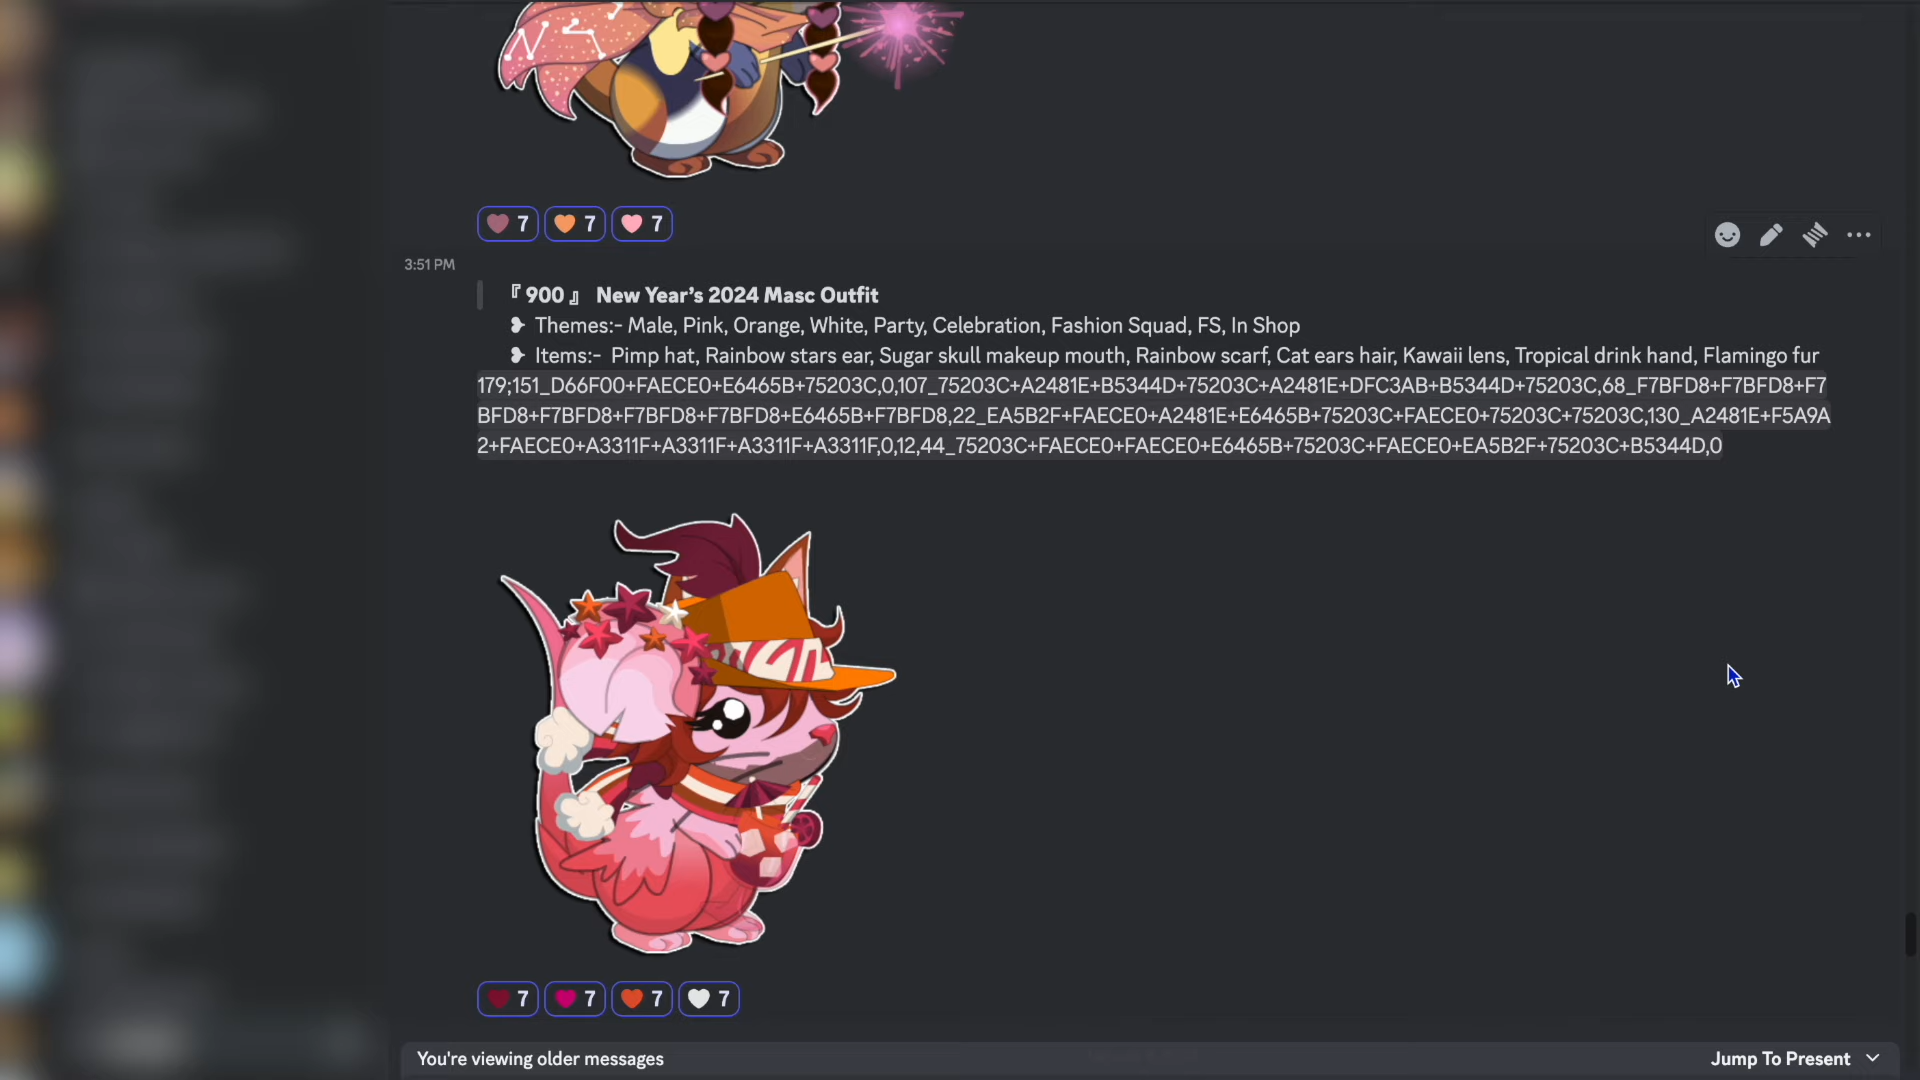 7 7 7
3:51 PM
『 900 』 New Year’s 2024 Masc Outfit
❥ Themes:- Male, Pink, Orange, White, Party, Celebration, Fashion Squad, FS, In Shop
❥ Items:- Pimp hat, Rainbow stars ear, Sugar skull makeup mouth, Rainbow scarf, Cat ears hair, Kawaii lens, Tropical drink hand, Flamingo fur
179;151_D66F00+FAECE0+E6465B+75203C,0,107_75203C+A2481E+B5344D+75203C+A2481E+DFC3AB+B5344D+75203C,68_F7BFD8+F7BFD8+F7
BFD8+F7BFD8+F7BFD8+F7BFD8+E6465B+F7BFD8,22_EA5B2F+FAECE0+A2481E+E6465B+75203C+FAECE0+75203C+75203C,130_A2481E+F5A9A
2+FAECE0+A3311F+A3311F+A3311F+A3311F,0,12,44_75203C+FAECE0+FAECE0+E6465B+75203C+FAECE0+EA5B2F+75203C+B5344D,0
7 7 7 7
You're viewing older messages
Jump To Present